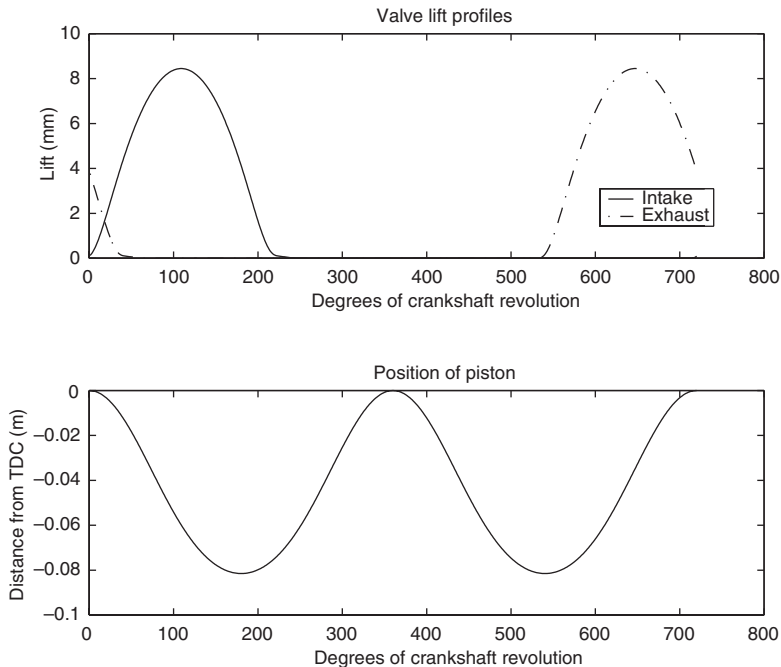 Valve lift profiles
10
8
6
4
2
0
Lift (mm)
Intake
Exhaust
0 100 200 300 400 500 600 700 800
Degrees of crankshaft revolution
Position of piston
0
−0.02
−0.04
−0.06
−0.08
−0.1
Distance from TDC (m)
0 100 200 300 400 500 600 700 800
Degrees of crankshaft revolution